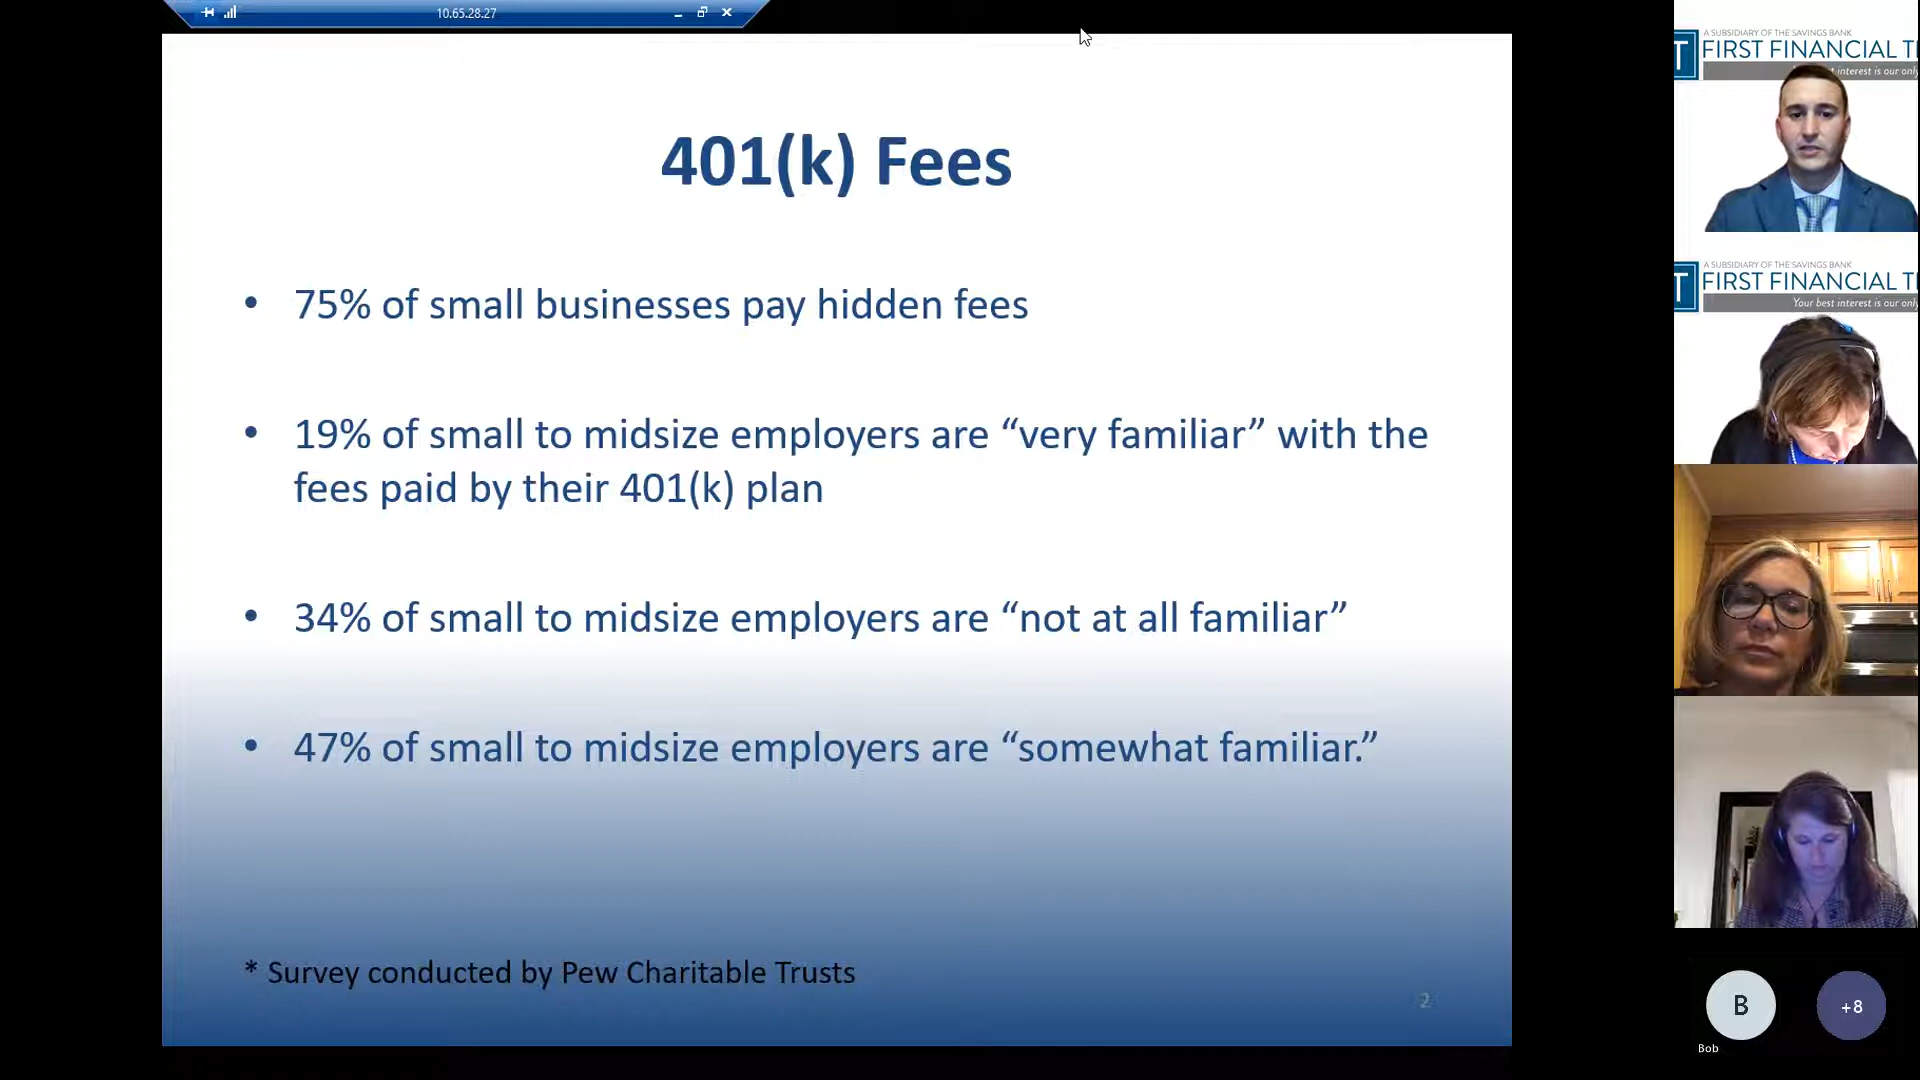 10.65.28.27
401(k) Fees
• 75% of small businesses pay hidden fees
• 19% of small to midsize employers are “very familiar” with the
fees paid by their 401(k) plan
• 34% of small to midsize employers are “not at all familiar”
• 47% of small to midsize employers are “somewhat familiar.”
* Survey conducted by Pew Charitable Trusts
2
A SUBSIDIARY OF THE SAVINGS BANK
T FIRST FINANCIAL T
interest is our only
A SUBSIDIARY OF THE SAVINGS BANK
T FIRST FINANCIAL T
Your best interest is our only
B
+8
Bob